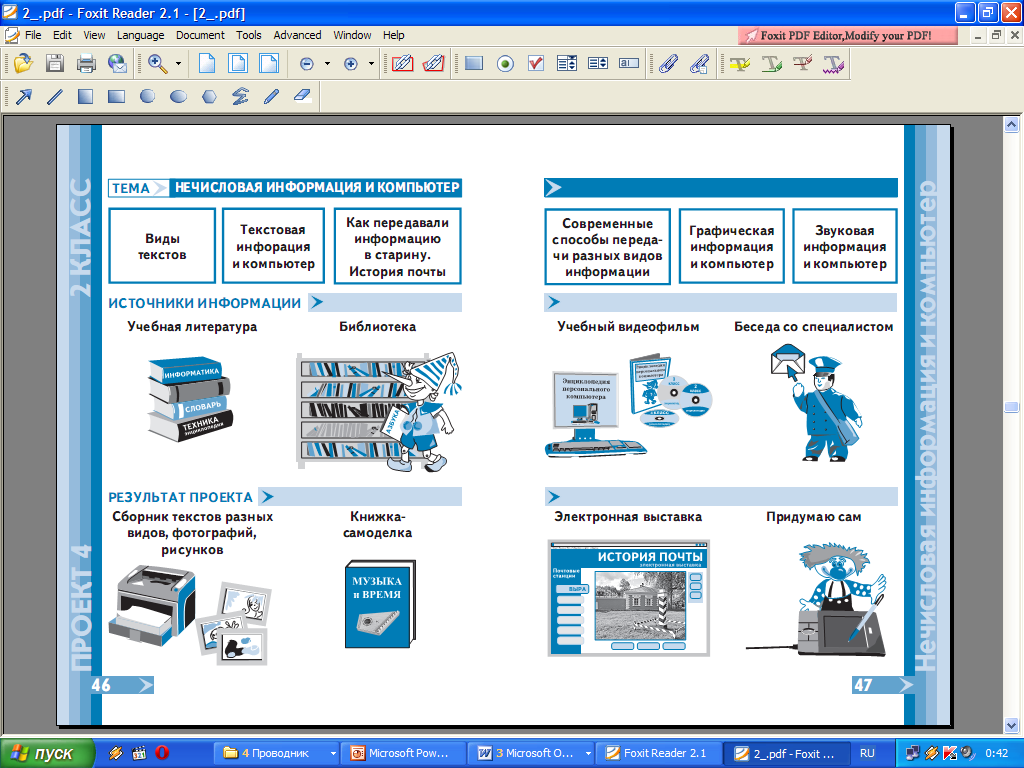 2_.pdf - Foxit Reader 2.1 - [2_.pdf]
File Edit View Language Document Tools Advanced Window Help
Foxit PDF Editor,Modify your PDF!
2 КЛАСС
ПРОЕКТ 4
ТЕМА
НЕЧИСЛОВАЯ ИНФОРМАЦИЯ И КОМПЬЮТЕР
Виды
текстов
Текстовая
инфорация
и компьютер
Как передавали
информацию
в старину.
История почты
ИСТОЧНИКИ ИНФОРМАЦИИ
Учебная литература
Библиотека
ИНФОРМАТИКА
СЛОВАРЬ
ТЕХНИКА
энциклопедия
АЗБУКА
РЕЗУЛЬТАТ ПРОЕКТА
Сборник текстов разных
видов, фотографий,
рисунков
Книжка-
самоделка
МУЗЫКА
и ВРЕМЯ
46
Современные
способы переда-
чи разных видов
информации
Графическая
информация
и компьютер
Звуковая
информация
и компьютер
Учебный видеофильм
Беседа со специалистом
Энциклопедия
персонального
компьютера
Электронная выставка
Придумаю сам
ИСТОРИЯ ПОЧТЫ
электронная выставка
Почтовые
станции
ВЫРА
47
Нечисловая информация и компьютер
пуск
4 Проводник
Microsoft Pow...
3 Microsoft O...
Foxit Reader 2.1
2_.pdf - Foxit ...
RU
0:42